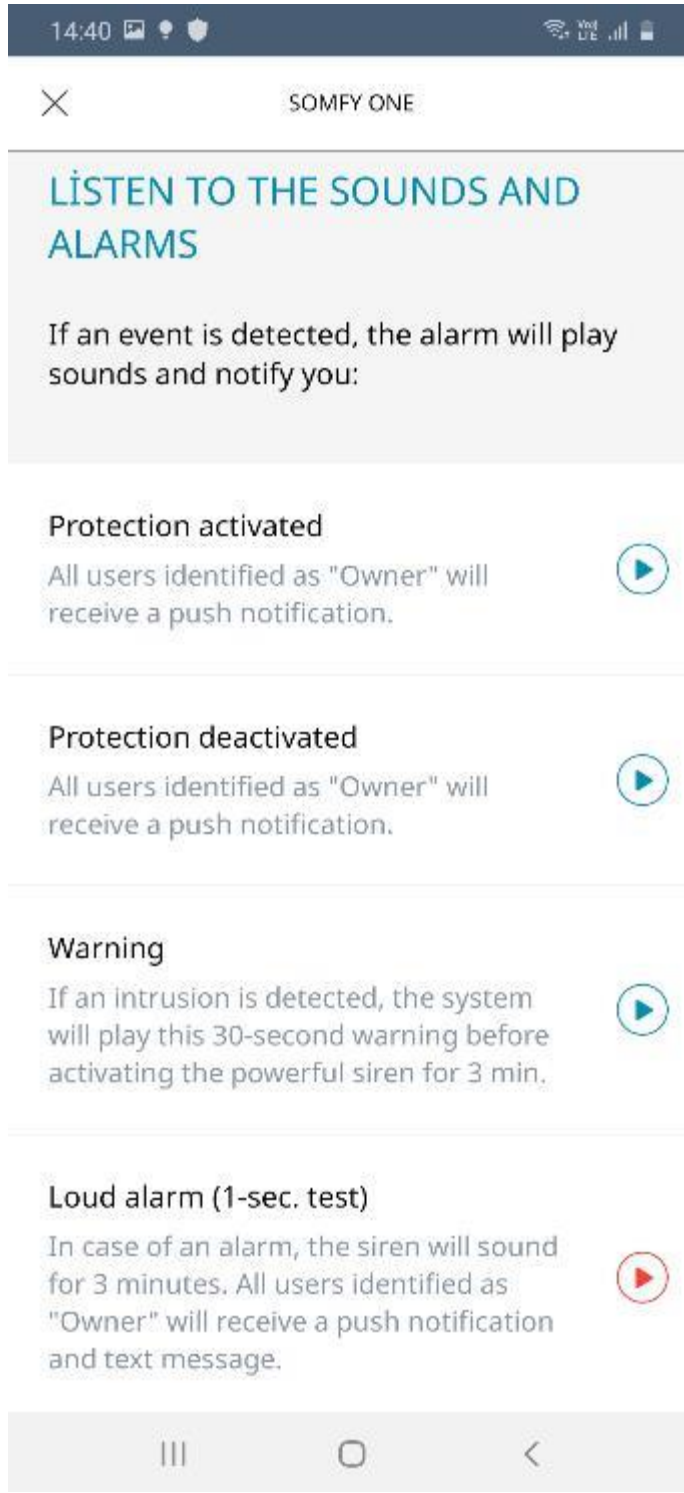 14:40
SOMFY ONE
LİSTEN TO THE SOUNDS AND
ALARMS
If an event is detected, the alarm will play
sounds and notify you:
Protection activated
All users identified as "Owner" will
receive a push notification.
Protection deactivated
All users identified as "Owner" will
receive a push notification.
Warning
If an intrusion is detected, the system
will play this 30-second warning before
activating the powerful siren for 3 min.
Loud alarm (1-sec. test)
In case of an alarm, the siren will sound
for 3 minutes. All users identified as
"Owner" will receive a push notification
and text message.